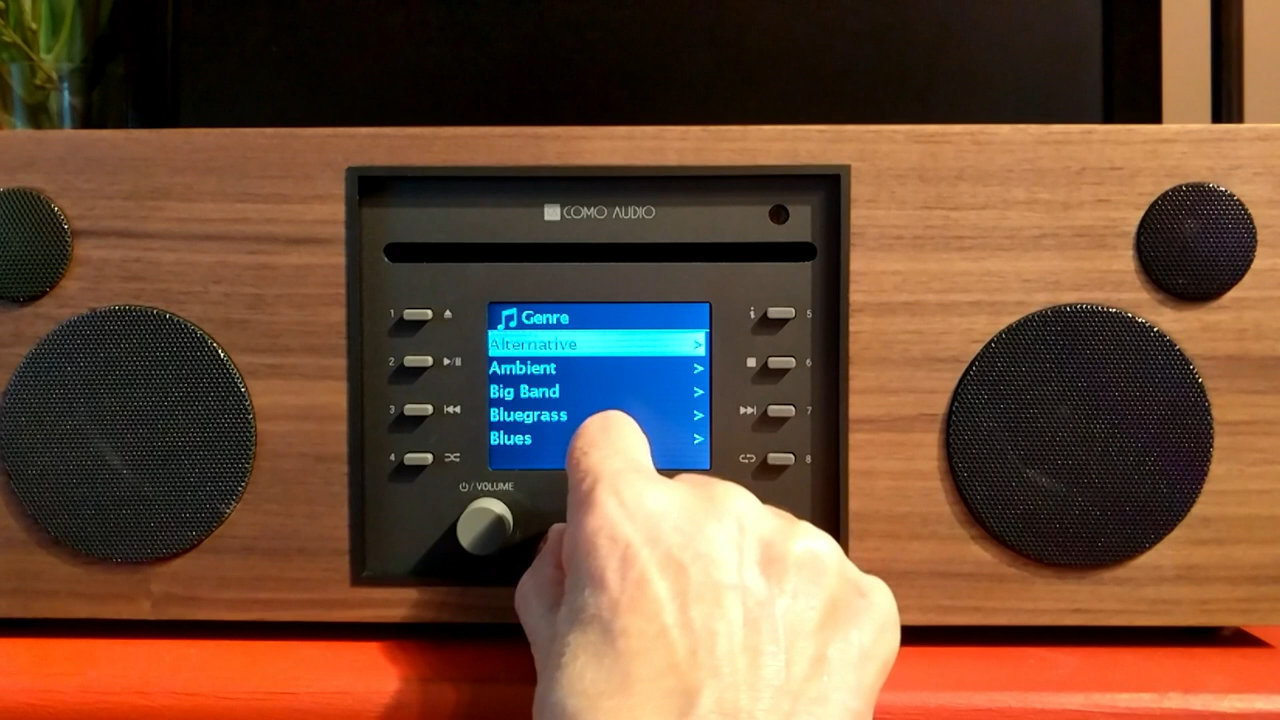 COMO AUDIO
1
5
Genre
Alternative >
2
6
Ambient >
Big Band >
3
7
Bluegrass >
Blues >
4
8
/ VOLUME